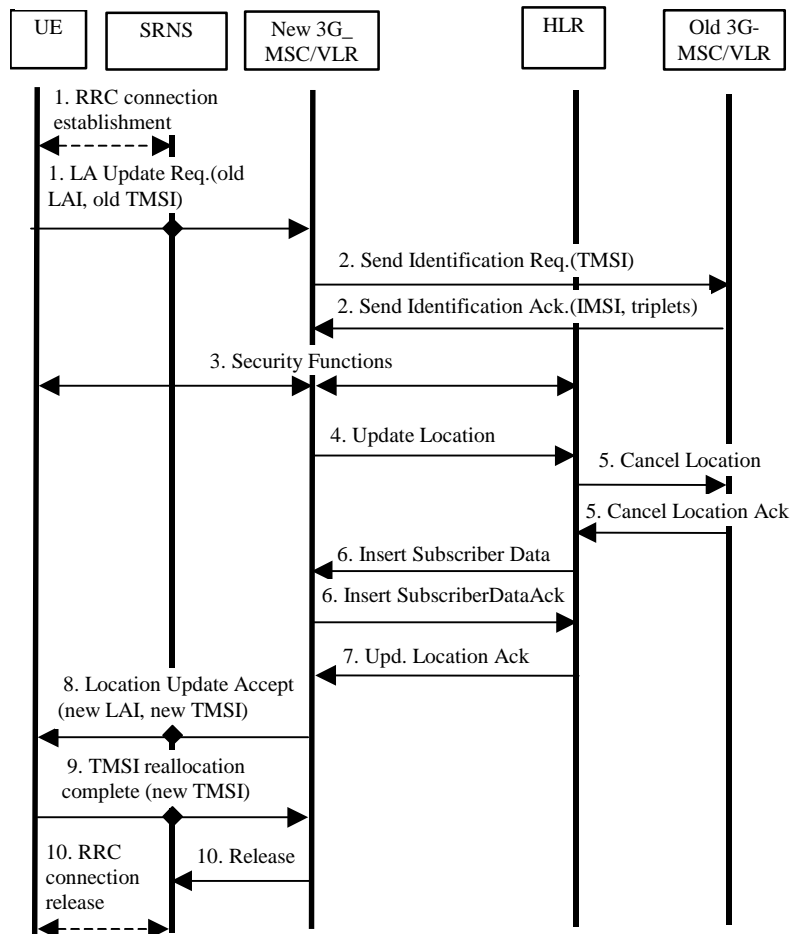 UE
SRNS
New 3G_
MSC/VLR
HLR
Old 3G-
MSC/VLR
1. RRC connection
establishment
1. LA Update Req.(old
LAI, old TMSI)
2. Send Identification Req.(TMSI)
2. Send Identification Ack.(IMSI, triplets)
3. Security Functions
4. Update Location
5. Cancel Location
5. Cancel Location Ack
6. Insert Subscriber Data
6. Insert SubscriberDataAck
7. Upd. Location Ack
8. Location Update Accept
(new LAI, new TMSI)
9. TMSI reallocation
complete (new TMSI)
10. RRC
connection
release
10. Release